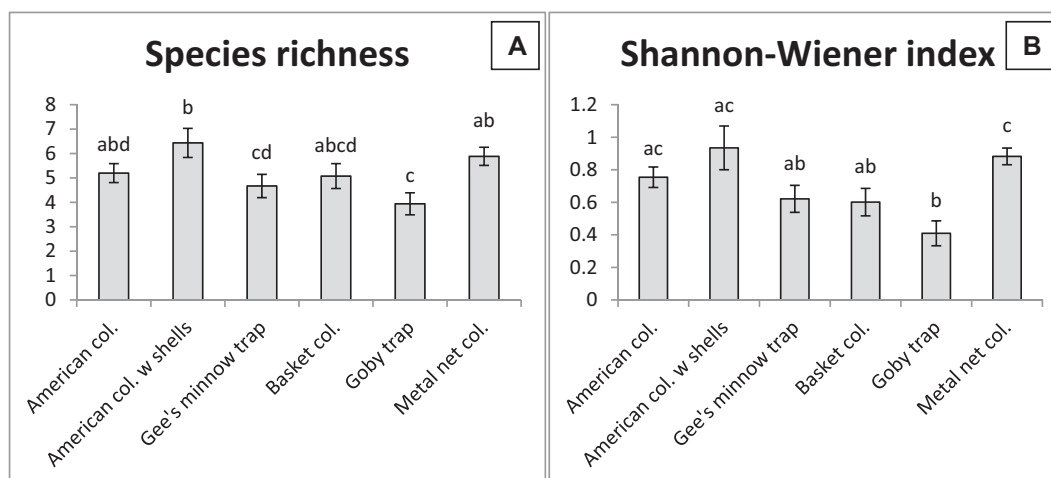 Species richness
A
8
7
6
5
4
3
2
1
0
abd
b
cd
abcd
c
ab
American col.
American col. w shells
Gee's minnow trap
Basket col.
Goby trap
Metal net col.
Shannon-Wiener index
B
1.2
1
0.8
0.6
0.4
0.2
0
ac
ac
ab
ab
b
c
American col.
American col. w shells
Gee's minnow trap
Basket col.
Goby trap
Metal net col.